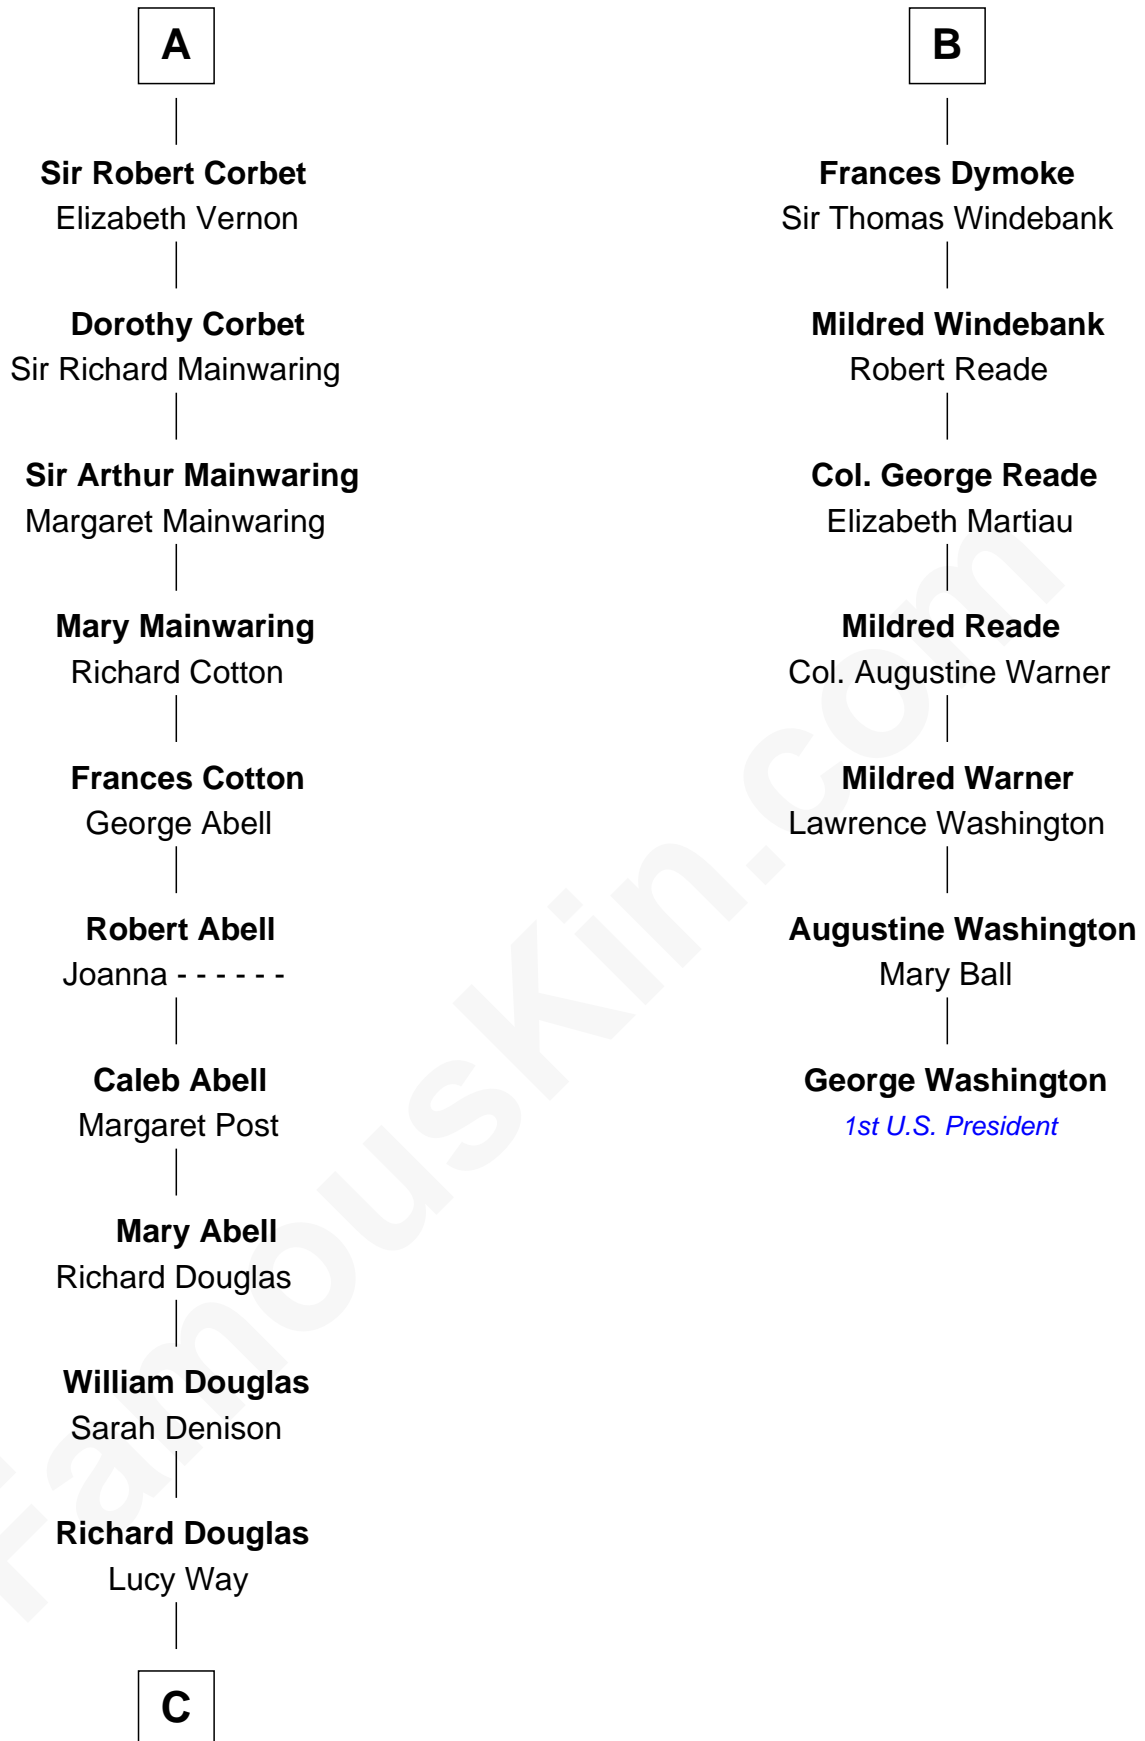 A
Sir Robert Corbet
Elizabeth Vernon
Dorothy Corbet
Sir Richard Mainwaring
Sir Arthur Mainwaring
Margaret Mainwaring
Mary Mainwaring
Richard Cotton
Frances Cotton
George Abell
Robert Abell
Joanna - - - - - -
Caleb Abell
Margaret Post
Mary Abell
Richard Douglas
William Douglas
Sarah Denison
Richard Douglas
Lucy Way
C
B
Frances Dymoke
Sir Thomas Windebank
Mildred Windebank
Robert Reade
Col. George Reade
Elizabeth Martiau
Mildred Reade
Col. Augustine Warner
Mildred Warner
Lawrence Washington
Augustine Washington
Mary Ball
George Washington
1st U.S. President
FamousKin.com